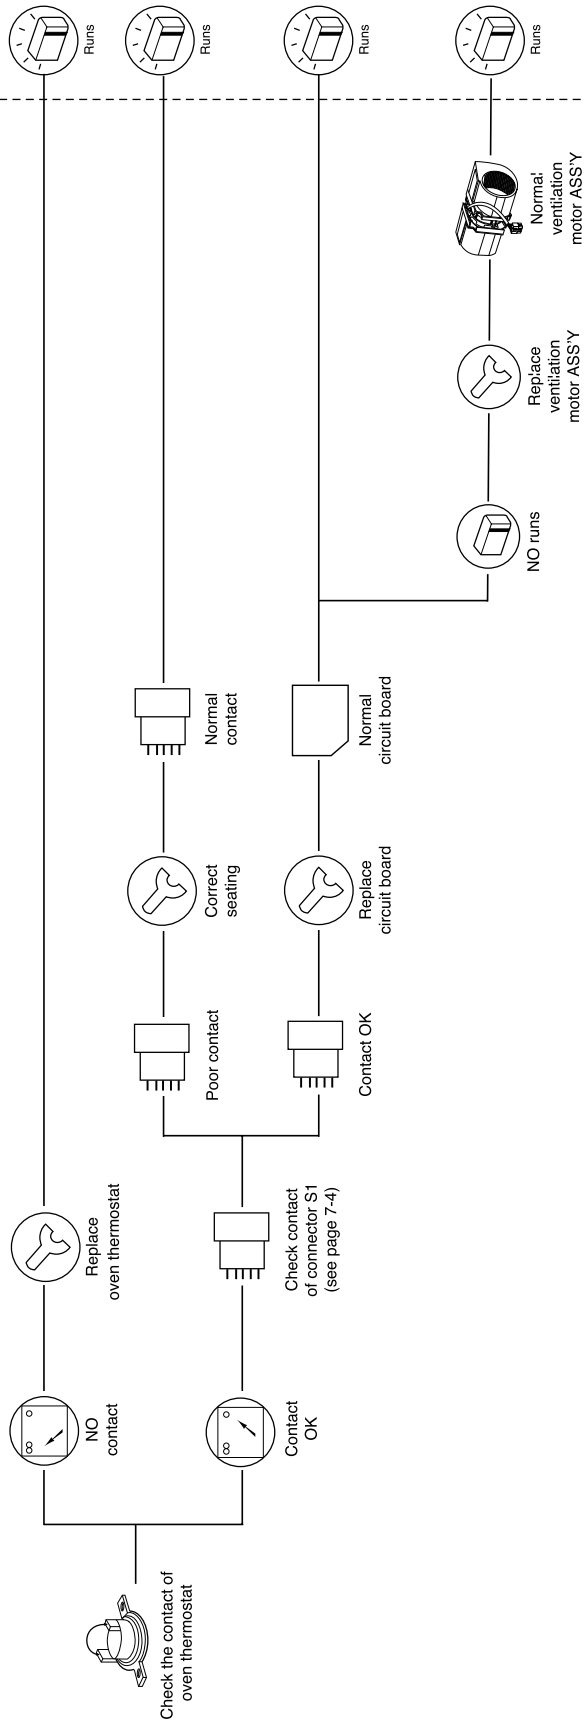 Check the contact of
oven thermostat
NO
contact
Replace
oven thermostat
Runs
Contact
OK
Check contact
of connector S1
(see page 7-4)
Poor contact
Correct
seating
Normal
contact
Runs
Contact OK
Replace
circuit board
Normal
circuit board
Runs
NO runs
Replace
ventilation
motor ASS'Y
Normal
ventilation
motor ASS'Y
Runs